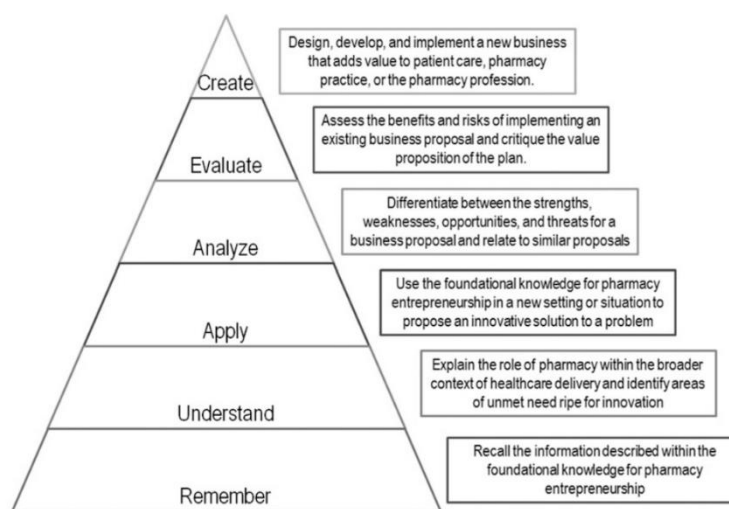 Design, develop, and implement a new business
that adds value to patient care, pharmacy
practice, or the pharmacy profession.
Create
Assess the benefits and risks of implementing an
existing business proposal and critique the value
proposition of the plan.
Evaluate
Differentiate between the strengths,
weaknesses, opportunities, and threats for a
business proposal and relate to similar proposals
Analyze
Use the foundational knowledge for pharmacy
entrepreneurship in a new setting or situation to
propose an innovative solution to a problem
Apply
Explain the role of pharmacy within the broader
context of healthcare delivery and identify areas
of unmet need ripe for innovation
Understand
Recall the information described within the
foundational knowledge for pharmacy
entrepreneurship
Remember